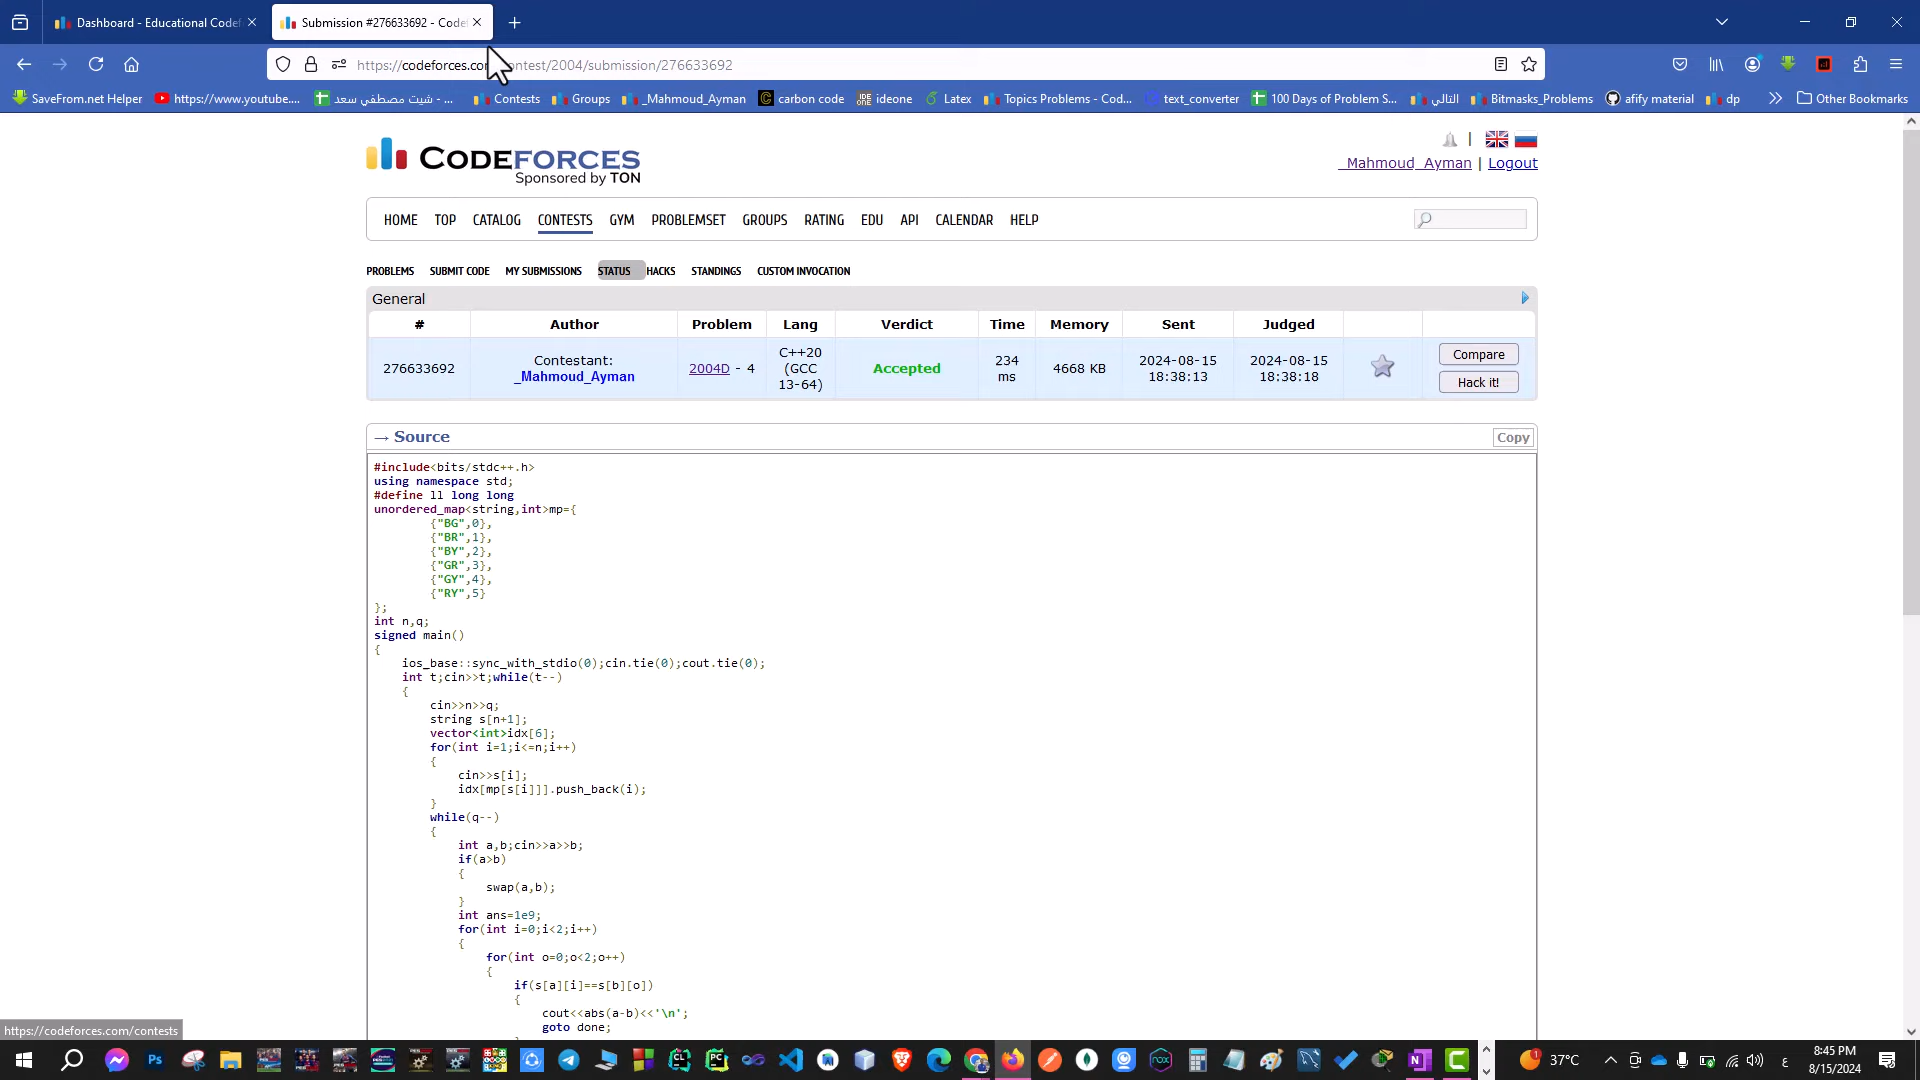 Dashboard - Educational Codef
Submission #276633692 - Code
https://codeforces.co ontest/2004/submission/276633692
SaveFrom.net Helper
https://www.youtube....
شيت مصطفي سعد - ...
Contests
Groups
_Mahmoud_Ayman
carbon code
ideone
Latex
Topics Problems - Cod...
text_converter
100 Days of Problem S...
التالي
Bitmasks_Problems
afify material
dp
Other Bookmarks
CODEFORCES
Sponsored by TON
_Mahmoud_Ayman | Logout
HOME TOP CATALOG CONTESTS GYM PROBLEMSET GROUPS RATING EDU API CALENDAR HELP
PROBLEMS SUBMIT CODE MY SUBMISSIONS STATUS HACKS STANDINGS CUSTOM INVOCATION
General
# Author Problem Lang Verdict Time Memory Sent Judged
276633692
Contestant:
_Mahmoud_Ayman
2004D - 4
C++20
(GCC
13-64)
Accepted
234
ms
4668 KB
2024-08-15
18:38:13
2024-08-15
18:38:18
Compare
Hack it!
→ Source
Copy
#include<bits/stdc++.h>
using namespace std;
#define ll long long
unordered_map<string,int>mp={
{"BG",0},
{"BR",1},
{"BY",2},
{"GR",3},
{"GY",4},
{"RY",5}
};
int n,q;
signed main()
{
ios_base::sync_with_stdio(0);cin.tie(0);cout.tie(0);
int t;cin>>t;while(t--)
{
cin>>n>>q;
string s[n+1];
vector<int>idx[6];
for(int i=1;i<=n;i++)
{
cin>>s[i];
idx[mp[s[i]]].push_back(i);
}
while(q--)
{
int a,b;cin>>a>>b;
if(a>b)
{
swap(a,b);
}
int ans=1e9;
for(int i=0;i<2;i++)
{
for(int o=0;o<2;o++)
{
if(s[a][i]==s[b][o])
{
cout<<abs(a-b)<<'\n';
goto done;
https://codeforces.com/contests
37°C
ع
8:45 PM
8/15/2024